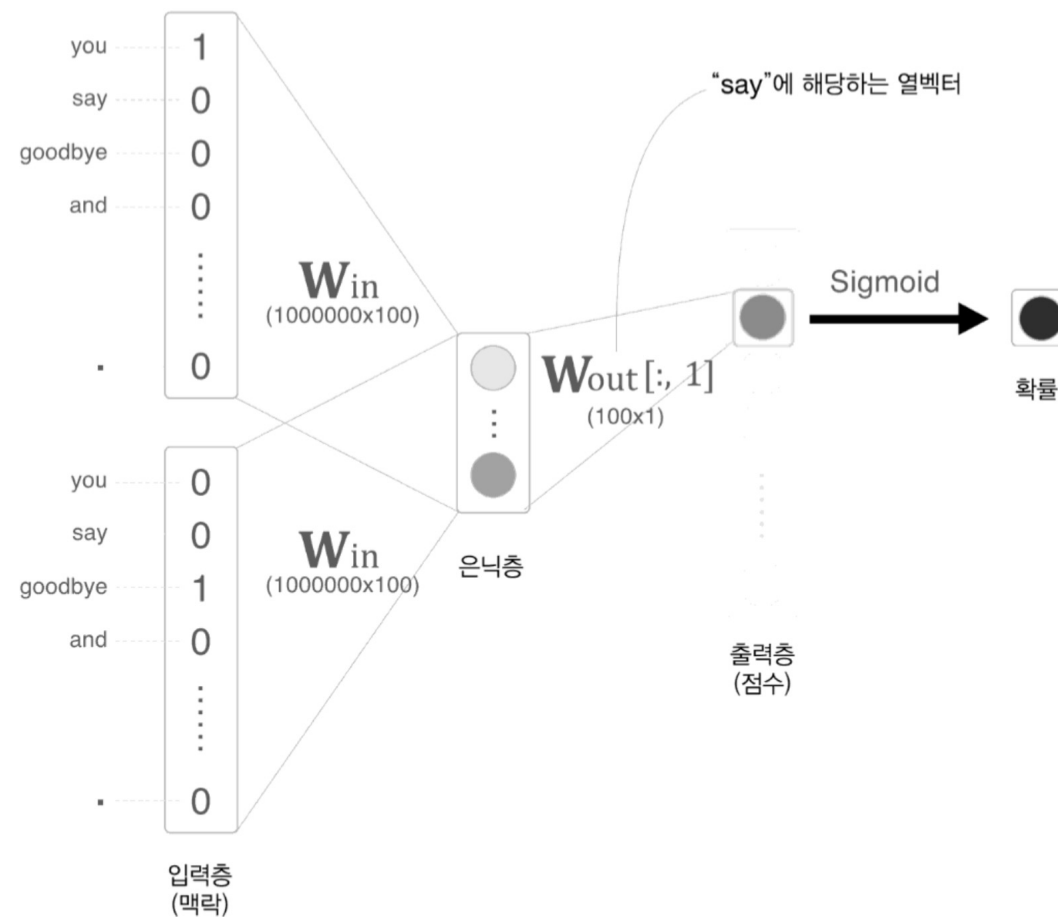 you 1
say 0
goodbye 0
and 0
. 0
Win
(1000000x100)
"say"에 해당하는 열벡터
Wout[:, 1]
(100x1)
Sigmoid
확률
you 0
say 0
goodbye 1
and 0
. 0
Win
(1000000x100)
은닉층
출력층
(점수)
입력층
(맥락)